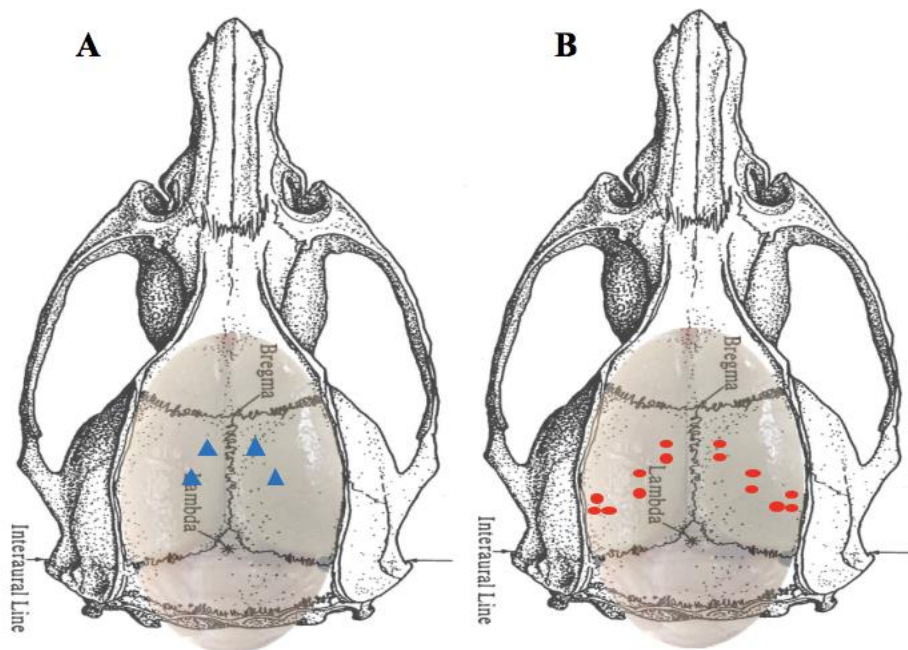 A
Bregma
Lambda
Interaural Line
B
Bregma
Lambda
Interaural Line